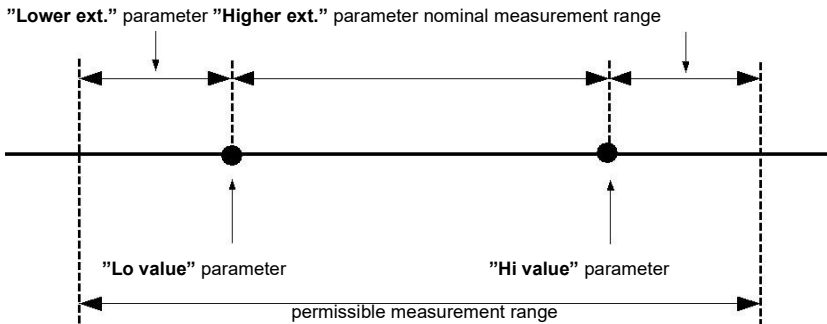 ”Lower ext.” parameter ”Higher ext.” parameter nominal measurement range
”Lo value” parameter ”Hi value” parameter
permissible measurement range